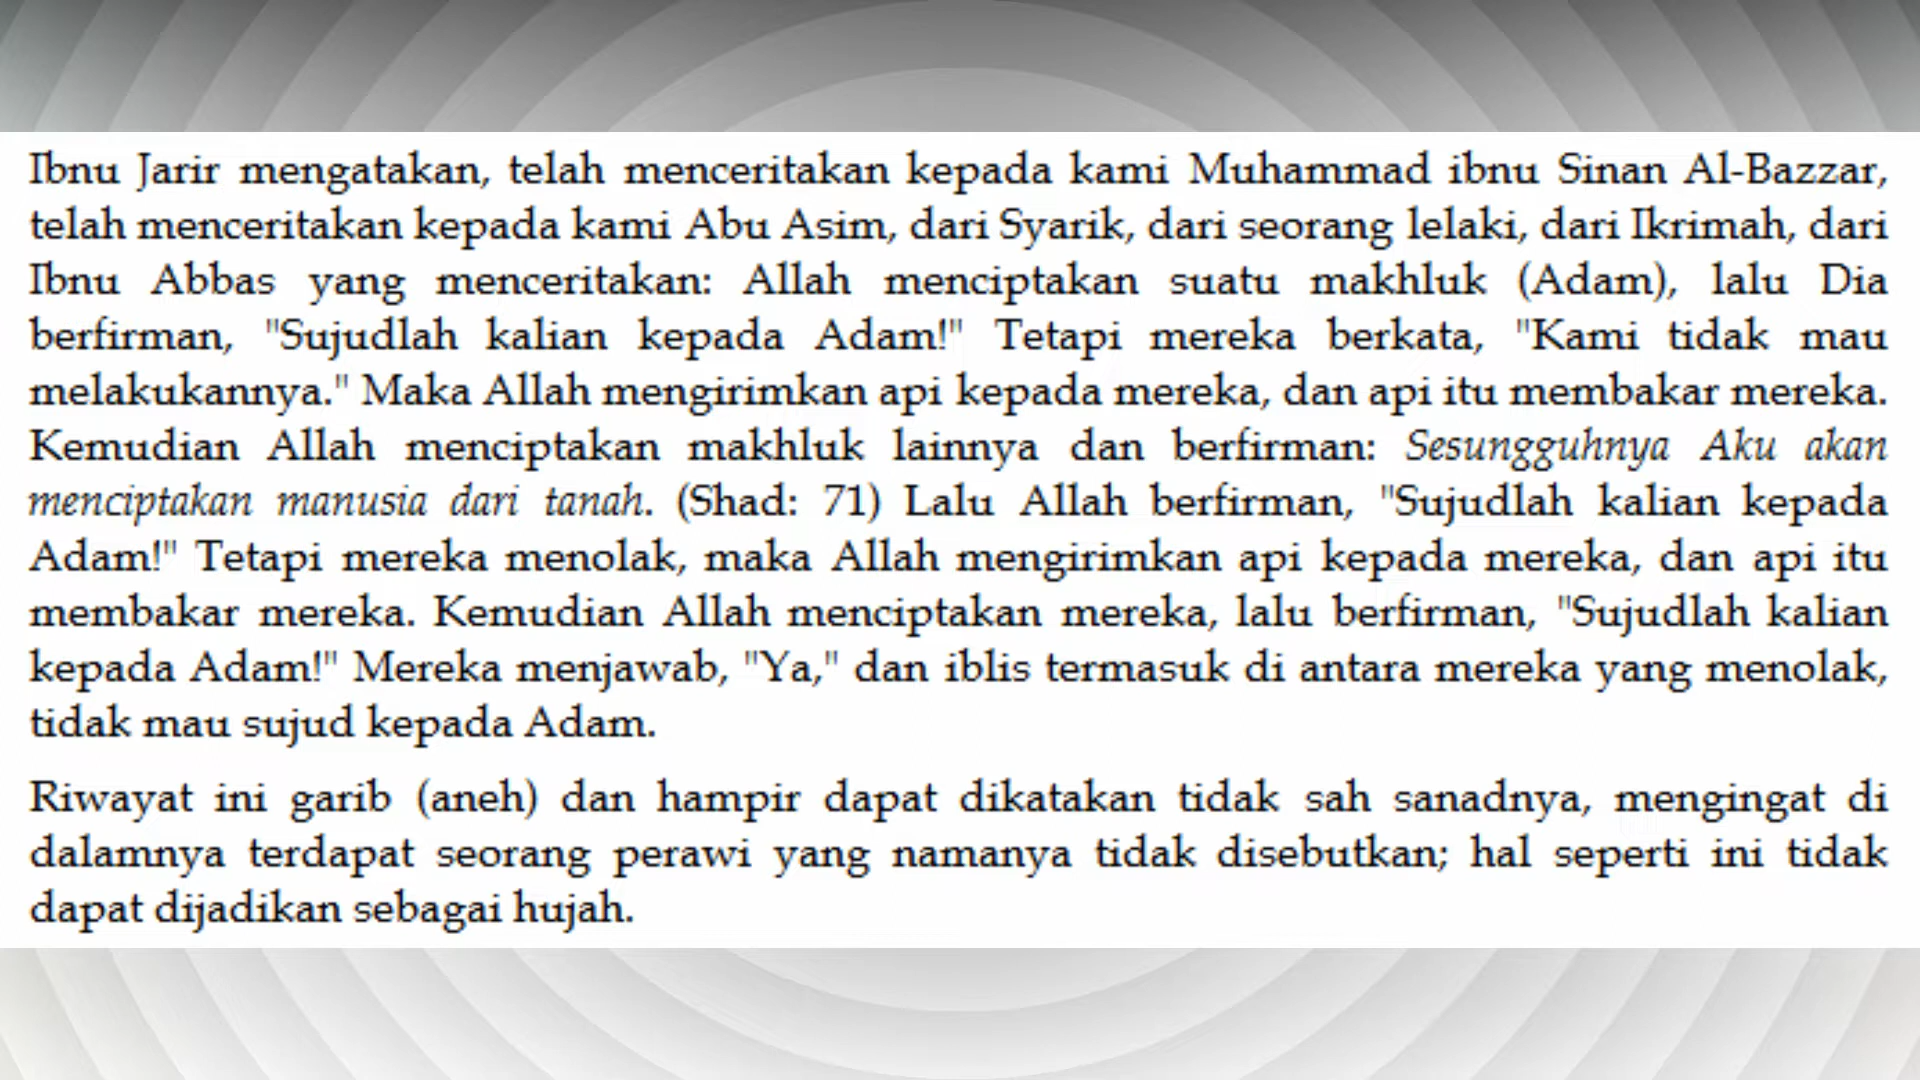 Ibnu Jarir mengatakan, telah menceritakan kepada kami Muhammad ibnu Sinan Al-Bazzar,
telah menceritakan kepada kami Abu Asim, dari Syarik, dari seorang lelaki, dari Ikrimah, dari
Ibnu Abbas yang menceritakan: Allah menciptakan suatu makhluk (Adam), lalu Dia
berfirman, "Sujudlah kalian kepada Adam!" Tetapi mereka berkata, "Kami tidak mau
melakukannya." Maka Allah mengirimkan api kepada mereka, dan api itu membakar mereka.
Kemudian Allah menciptakan makhluk lainnya dan berfirman: Sesungguhnya Aku akan
menciptakan manusia dari tanah. (Shad: 71) Lalu Allah berfirman, "Sujudlah kalian kepada
Adam!" Tetapi mereka menolak, maka Allah mengirimkan api kepada mereka, dan api itu
membakar mereka. Kemudian Allah menciptakan mereka, lalu berfirman, "Sujudlah kalian
kepada Adam!" Mereka menjawab, "Ya," dan iblis termasuk di antara mereka yang menolak,
tidak mau sujud kepada Adam.
Riwayat ini garib (aneh) dan hampir dapat dikatakan tidak sah sanadnya, mengingat di
dalamnya terdapat seorang perawi yang namanya tidak disebutkan; hal seperti ini tidak
dapat dijadikan sebagai hujah.